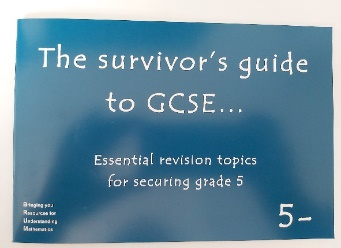 The survivor's guide
to GCSE...
Essential revision topics
for securing grade 5
Bringing you
Resources for
Understanding
Mathematics
5-